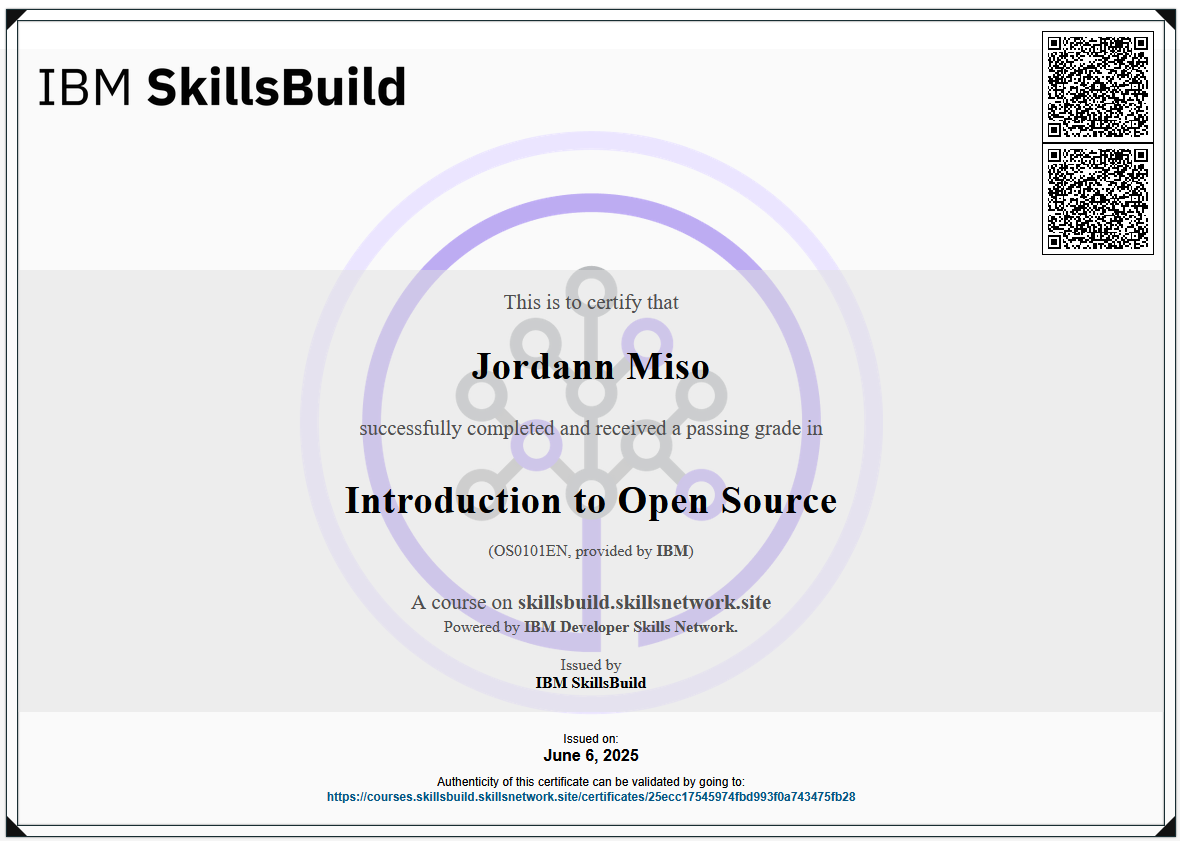 IBM SkillsBuild
This is to certify that
Jordann Miso
successfully completed and received a passing grade in
Introduction to Open Source
(OS0101EN, provided by IBM)
A course on skillsbuild.skillsnetwork.site
Powered by IBM Developer Skills Network.
Issued by
IBM SkillsBuild
Issued on:
June 6, 2025
Authenticity of this certificate can be validated by going to:
https://courses.skillsbuild.skillsnetwork.site/certificates/25ecc17545974fbd993f0a743475fb28